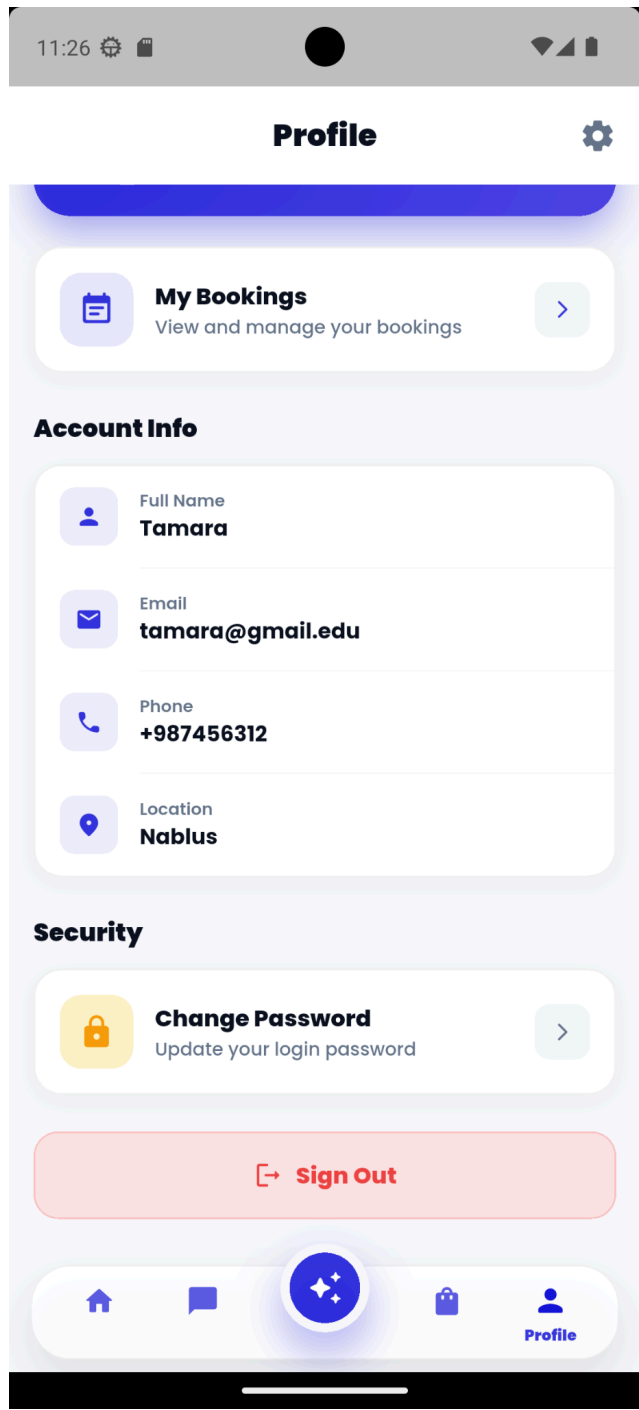 11:26
Profile
My Bookings
View and manage your bookings
Account Info
Full Name
Tamara
Email
tamara@gmail.edu
Phone
+987456312
Location
Nablus
Security
Change Password
Update your login password
Sign Out
Profile